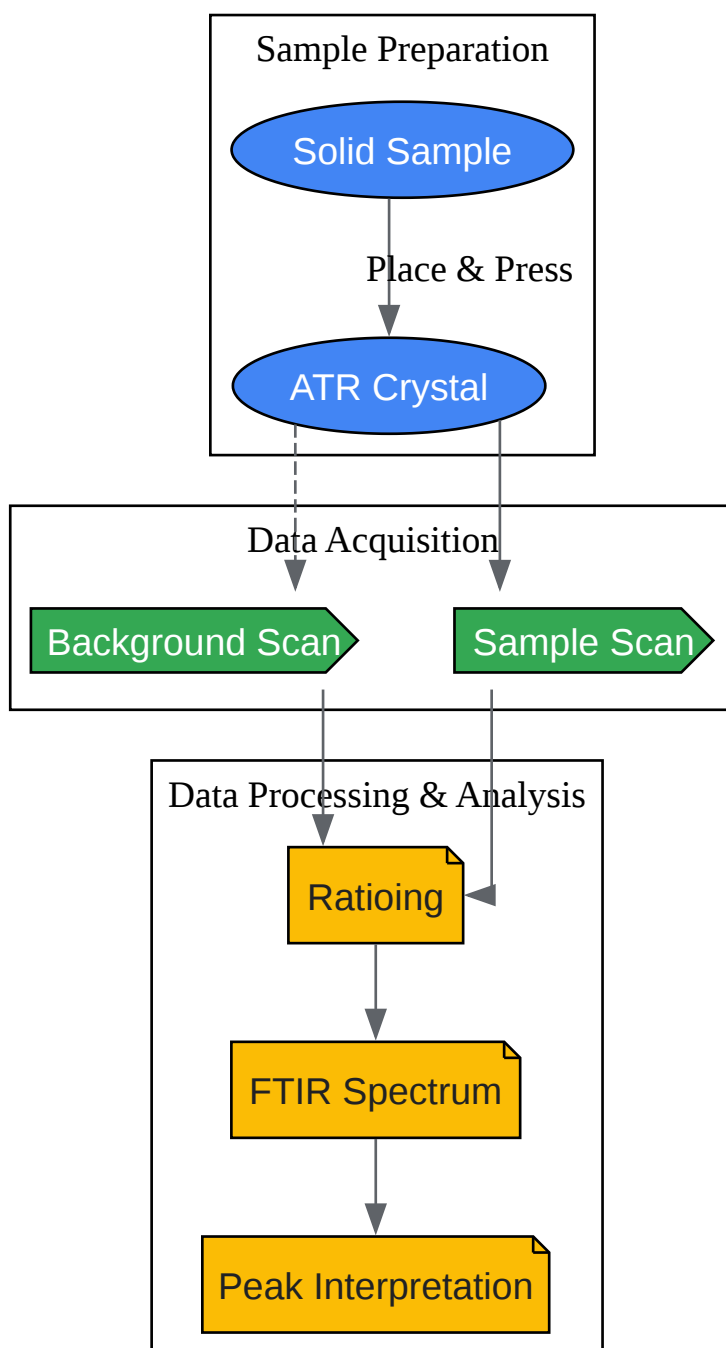 Sample Preparation
Solid Sample
Place & Press
ATR Crystal
Data Acquisition
Background Scan
Sample Scan
Data Processing & Analysis
Ratioing
FTIR Spectrum
Peak Interpretation